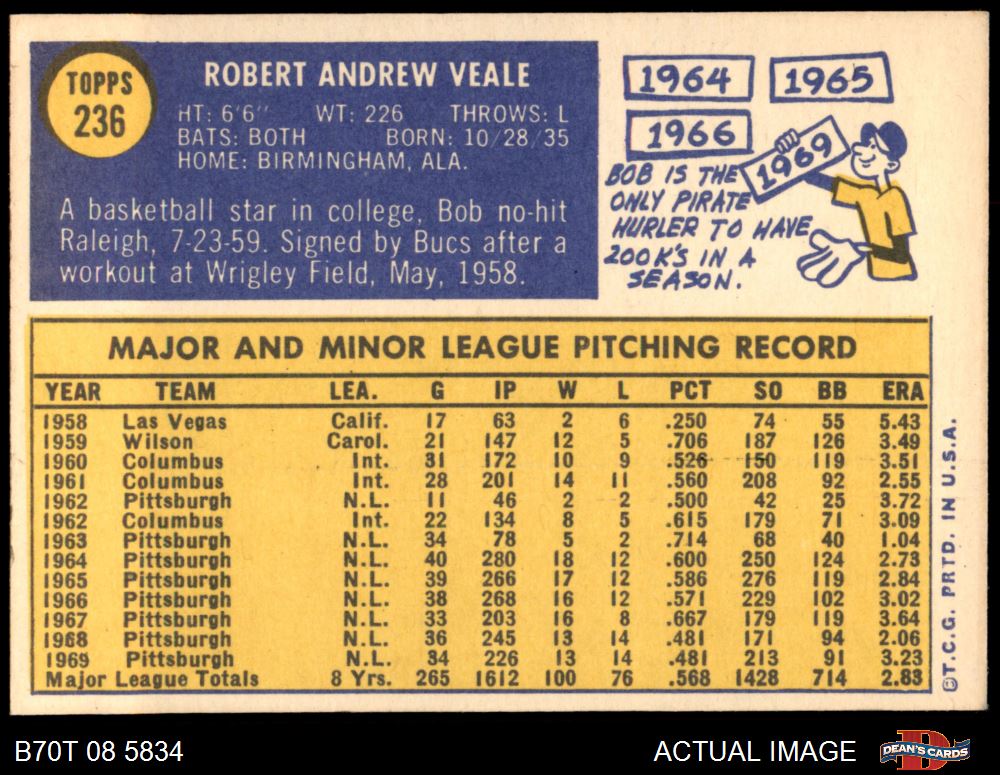 TOPPS
236
ROBERT ANDREW VEALE
HT: 6'6" WT: 226 THROWS: L
BATS: BOTH BORN: 10/28/35
HOME: BIRMINGHAM, ALA.
A basketball star in college, Bob no-hit
Raleigh, 7-23-59. Signed by Bucs after a
workout at Wrigley Field, May, 1958.
1964 1965
1966 1969
BOB IS THE
ONLY PIRATE
HURLER TO HAVE
200 K'S IN A
SEASON.
MAJOR AND MINOR LEAGUE PITCHING RECORD
YEAR TEAM LEA. G IP W L PCT SO BB ERA
1958 Las Vegas Calif. 17 63 2 6 .250 74 55 5.43
1959 Wilson Carol. 21 147 12 5 .706 187 126 3.49
1960 Columbus Int. 31 172 10 9 .526 150 119 3.51
1961 Columbus Int. 28 201 14 11 .560 208 92 2.55
1962 Pittsburgh N.L. 11 46 2 2 .500 42 25 3.72
1962 Columbus Int. 22 134 8 5 .615 179 71 3.09
1963 Pittsburgh N.L. 34 78 5 2 .714 68 40 1.04
1964 Pittsburgh N.L. 40 280 18 12 .600 250 124 2.73
1965 Pittsburgh N.L. 39 266 17 12 .586 276 119 2.84
1966 Pittsburgh N.L. 38 268 16 12 .571 229 102 3.02
1967 Pittsburgh N.L. 33 203 16 8 .667 179 119 3.64
1968 Pittsburgh N.L. 36 245 13 14 .481 171 94 2.06
1969 Pittsburgh N.L. 34 226 13 14 .481 213 91 3.23
Major League Totals 8 Yrs. 265 1612 100 76 .568 1428 714 2.83
©T.C.G. PRTD. IN U.S.A.
B70T 08 5834 ACTUAL IMAGE
D
DEAN'S CARDS